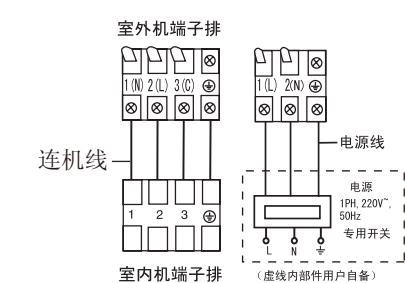 室外机端子排
1(N) 2(L) 3(C)
1(L) 2(N)
连机线
电源线
电源
1PH, 220V~,
50Hz
专用开关
1 2 3
L N
室内机端子排
（虚线内部件用户自备）